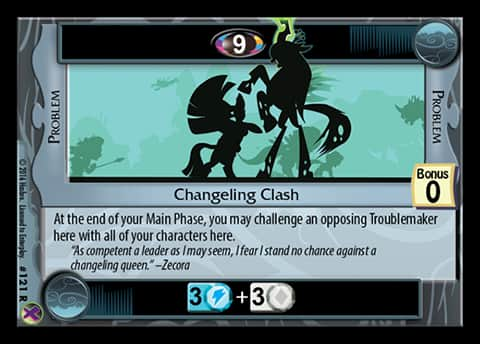 9
PROBLEM
PROBLEM
Changeling Clash
Bonus
0
At the end of your Main Phase, you may challenge an opposing Troublemaker
here with all of your characters here.
“As competent a leader as I may seem, I fear I stand no chance against a
changeling queen.” –Zecora
3 + 3
© 2016 Hasbro. Licensed to Enterplay. #121 R